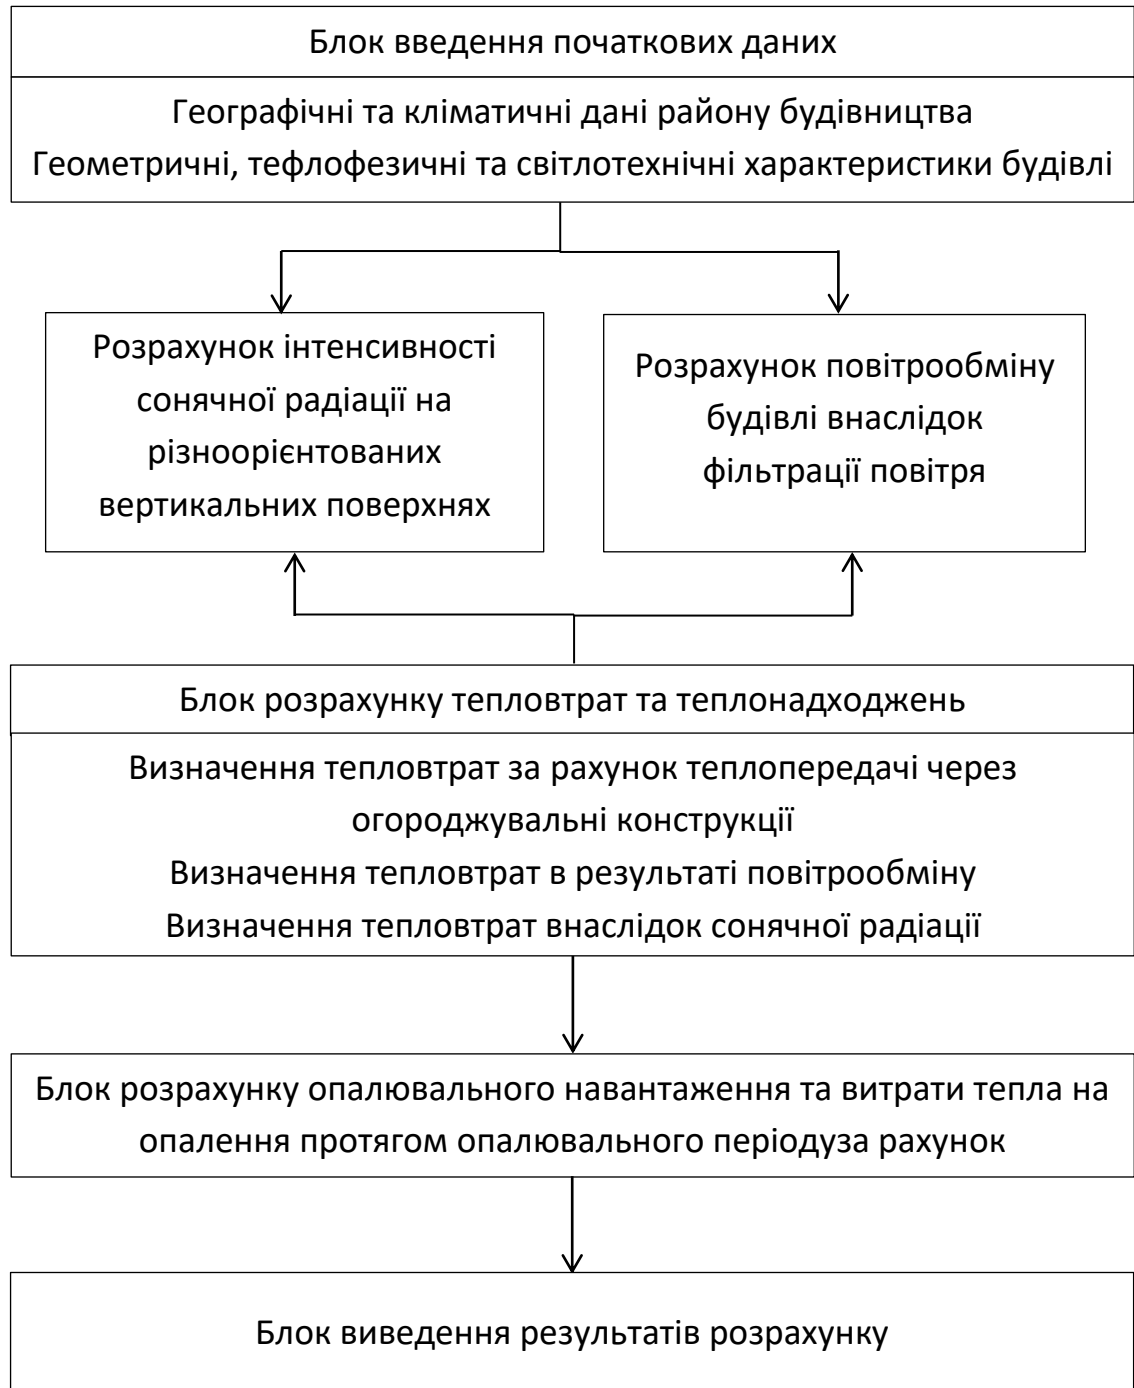 Блок введення початкових даних
Географічні та кліматичні дані району будівництва
Геометричні, тефлофезичні та світлотехнічні характеристики будівлі
Розрахунок інтенсивності
сонячної радіації на
різноорієнтованих
вертикальних поверхнях
Розрахунок повітрообміну
будівлі внаслідок
фільтрації повітря
Блок розрахунку тепловтрат та теплонадходжень
Визначення тепловтрат за рахунок теплопередачі через
огороджувальні конструкції
Визначення тепловтрат в результаті повітрообміну
Визначення тепловтрат внаслідок сонячної радіації
Блок розрахунку опалювального навантаження та витрати тепла на
опалення протягом опалювального періодуза рахунок
Блок виведення результатів розрахунку